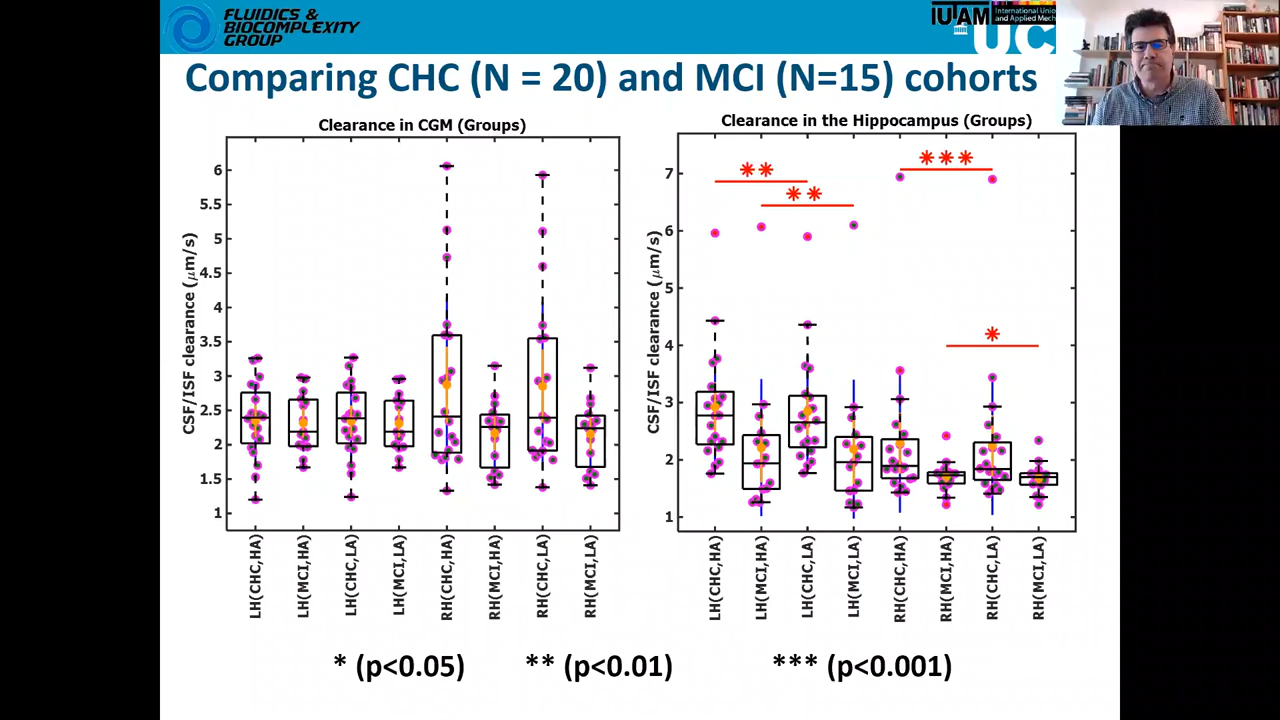 FLUIDICS &
BIOCOMPLEXITY
GROUP
IUTAM
International Unio
and Applied Mech
UC
Comparing CHC (N = 20) and MCI (N=15) cohorts
Clearance in CGM (Groups)
CSF/ISF clearance (μm/s)
6
5.5
5
4.5
4
3.5
3
2.5
2
1.5
1
LH(CHC,HA)
LH(MCI,HA)
LH(CHC,LA)
LH(MCI,LA)
RH(CHC,HA)
RH(MCI,HA)
RH(CHC,LA)
RH(MCI,LA)
Clearance in the Hippocampus (Groups)
CSF/ISF clearance (μm/s)
7
6
5
4
3
2
1
**
**
***
*
LH(CHC,HA)
LH(MCI,HA)
LH(CHC,LA)
LH(MCI,LA)
RH(CHC,HA)
RH(MCI,HA)
RH(CHC,LA)
RH(MCI,LA)
* (p<0.05) ** (p<0.01) *** (p<0.001)